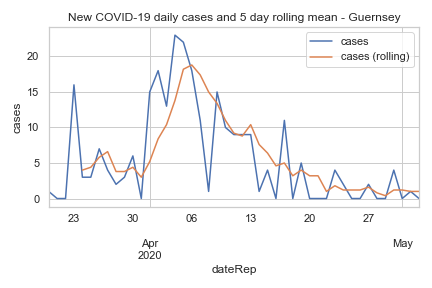 New COVID-19 daily cases and 5 day rolling mean - Guernsey
cases
cases (rolling)
cases
20
15
10
5
0
23
30
06
13
20
27
Apr
2020
May
dateRep